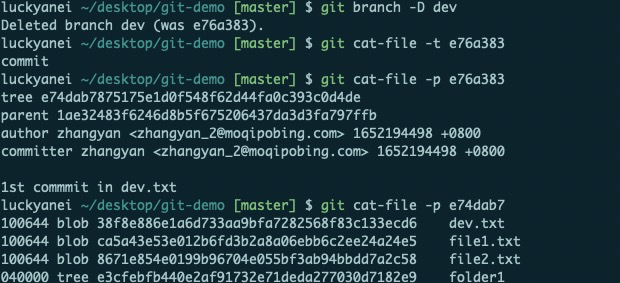 luckyanei ~/desktop/git-demo [master] $ git branch -D dev
Deleted branch dev (was e76a383).
luckyanei ~/desktop/git-demo [master] $ git cat-file -t e76a383
commit
luckyanei ~/desktop/git-demo [master] $ git cat-file -p e76a383
tree e74dab7875175e1d0f548f62d44fa0c393c0d4de
parent 1ae32483f6246d8b5f675206437da3d3fa797ffb
author zhangyan <zhangyan_2@moqipobing.com> 1652194498 +0800
committer zhangyan <zhangyan_2@moqipobing.com> 1652194498 +0800
1st commmit in dev.txt
luckyanei ~/desktop/git-demo [master] $ git cat-file -p e74dab7
100644 blob 38f8e886e1a6d733aa9bfa7282568f83c133ecd6 dev.txt
100644 blob ca5a43e53e012b6fd3b2a8a06ebb6c2ee24a24e5 file1.txt
100644 blob 8671e854e0199b96704e055bf3ab94bbdd7a2c58 file2.txt
040000 tree e3cfebfb440e2af91732e71deda277030d7182e9 folder1